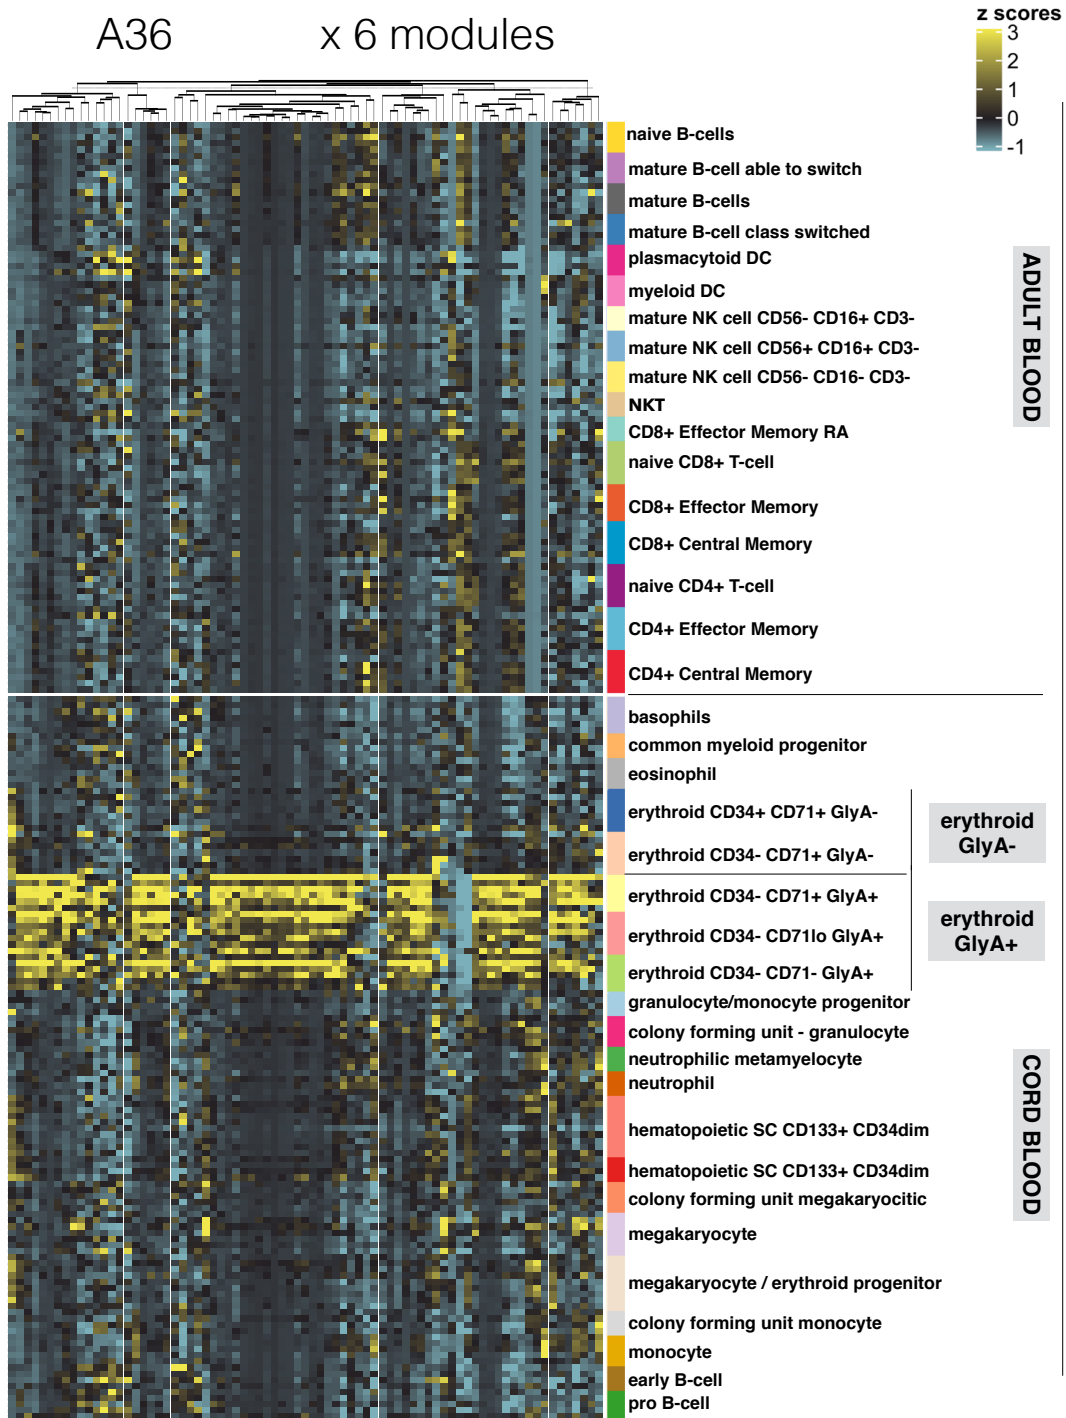 A36 x 6 modules
z scores
3
2
1
0
-1
naive B-cells
mature B-cell able to switch
mature B-cells
mature B-cell class switched
plasmacytoid DC
myeloid DC
mature NK cell CD56- CD16+ CD3-
mature NK cell CD56+ CD16+ CD3-
mature NK cell CD56- CD16- CD3-
NKT
CD8+ Effector Memory RA
naive CD8+ T-cell
CD8+ Effector Memory
CD8+ Central Memory
naive CD4+ T-cell
CD4+ Effector Memory
CD4+ Central Memory
ADULT BLOOD
basophils
common myeloid progenitor
eosinophil
erythroid CD34+ CD71+ GlyA-
erythroid CD34- CD71+ GlyA-
erythroid
GlyA-
erythroid CD34- CD71+ GlyA+
erythroid CD34- CD71lo GlyA+
erythroid CD34- CD71- GlyA+
erythroid
GlyA+
granulocyte/monocyte progenitor
colony forming unit - granulocyte
neutrophilic metamyelocyte
neutrophil
hematopoietic SC CD133+ CD34dim
hematopoietic SC CD133+ CD34dim
colony forming unit megakaryocitic
megakaryocyte
megakaryocyte / erythroid progenitor
colony forming unit monocyte
monocyte
early B-cell
pro B-cell
CORD BLOOD